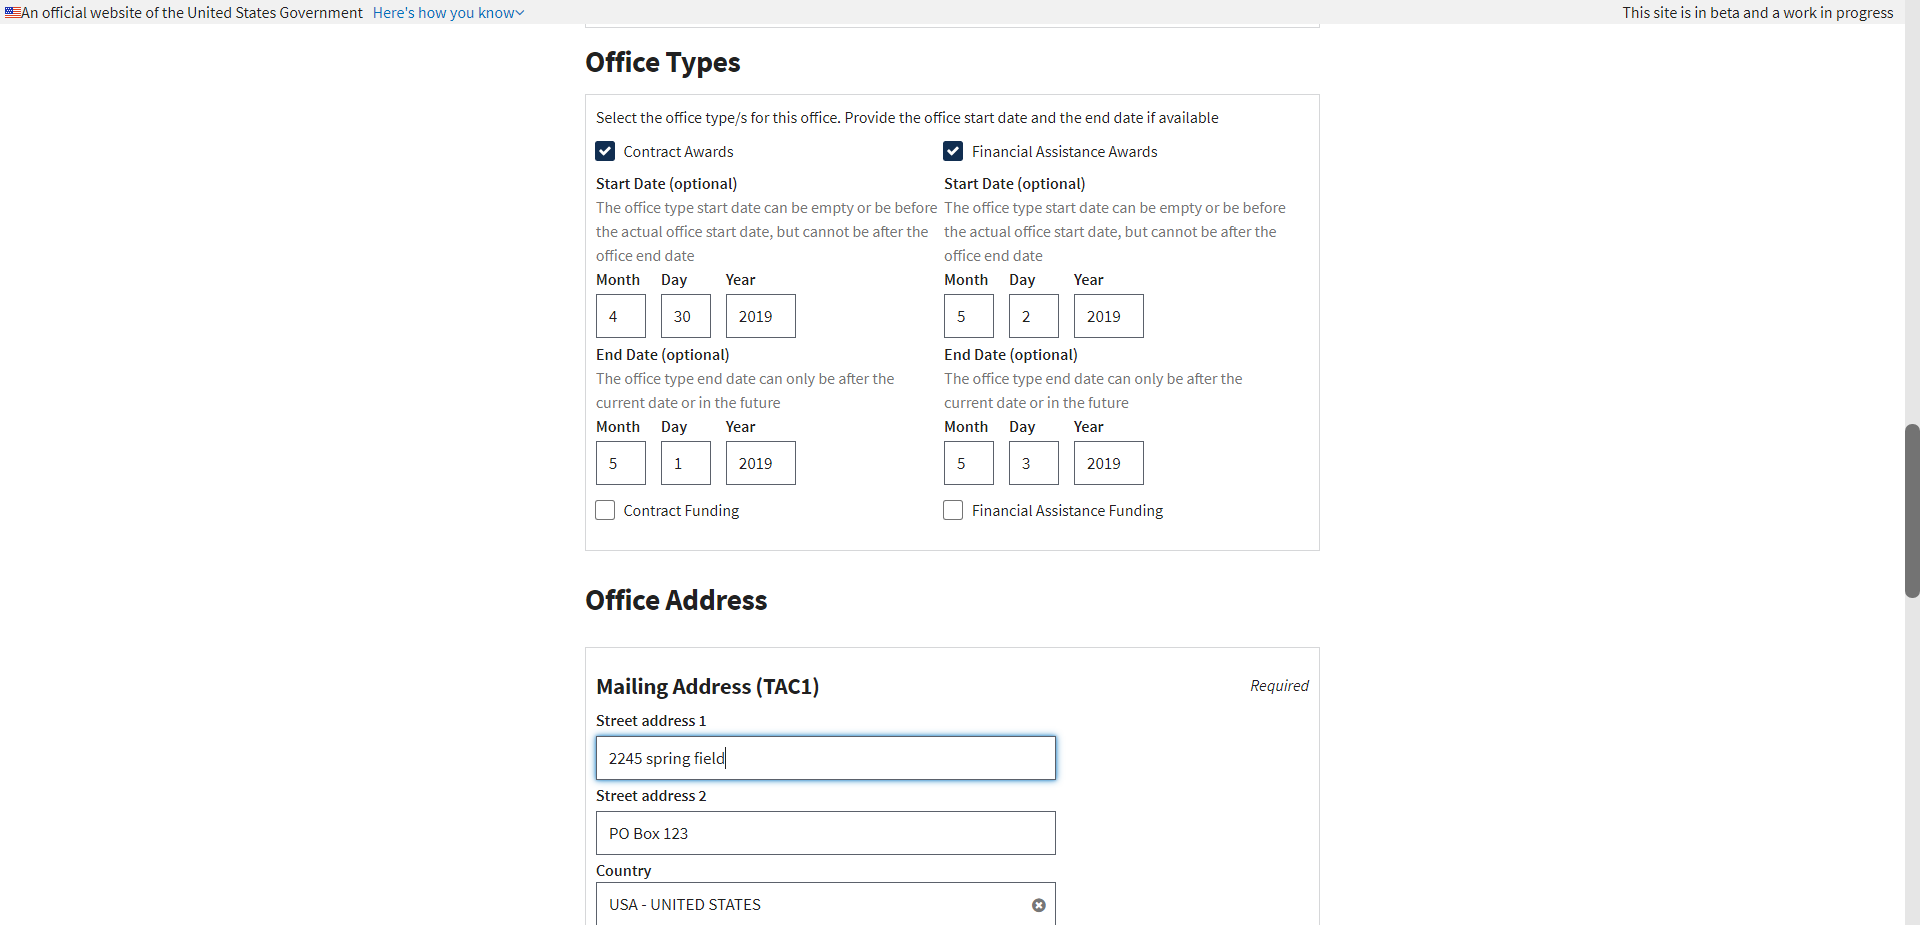 An official website of the United States Government Here's how you know
This site is in beta and a work in progress
Office Types
Select the office type/s for this office. Provide the office start date and the end date if available
Contract Awards
Start Date (optional)
The office type start date can be empty or be before
the actual office start date, but cannot be after the
office end date
Month Day Year
4 30 2019
End Date (optional)
The office type end date can only be after the
current date or in the future
Month Day Year
5 1 2019
Contract Funding
Financial Assistance Awards
Start Date (optional)
The office type start date can be empty or be before
the actual office start date, but cannot be after the
office end date
Month Day Year
5 2 2019
End Date (optional)
The office type end date can only be after the
current date or in the future
Month Day Year
5 3 2019
Financial Assistance Funding
Office Address
Mailing Address (TAC1)
Required
Street address 1
2245 spring field
Street address 2
PO Box 123
Country
USA - UNITED STATES